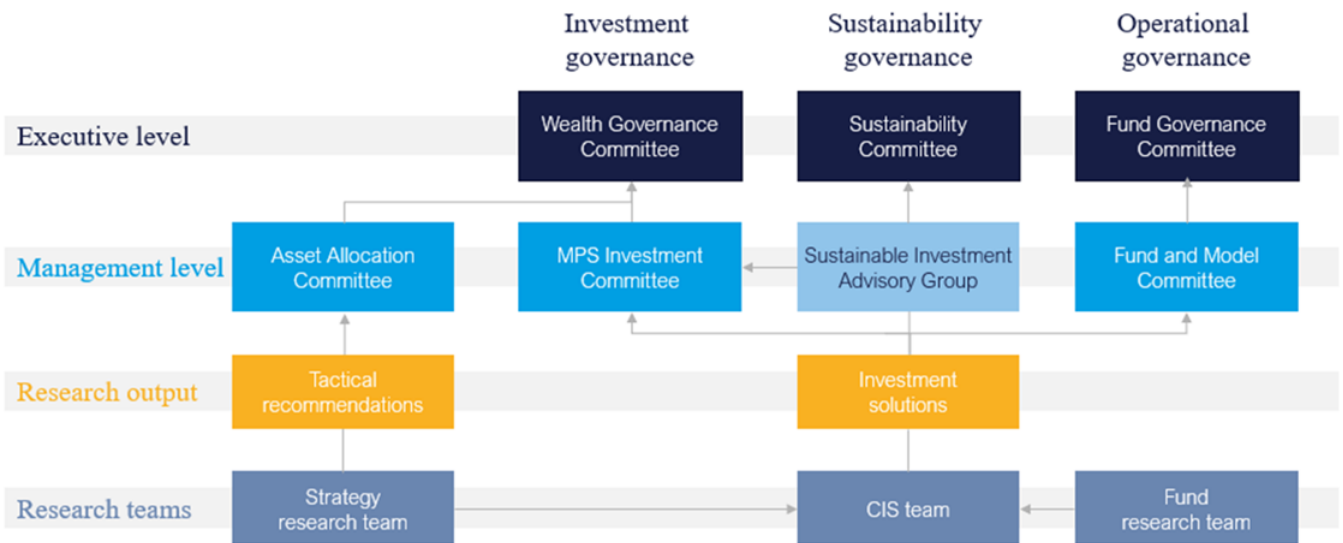 Investment
governance
Sustainability
governance
Operational
governance
Executive level
Wealth Governance
Committee
Sustainability
Committee
Fund Governance
Committee
Management level
Asset Allocation
Committee
MPS Investment
Committee
Sustainable Investment
Advisory Group
Fund and Model
Committee
Research output
Tactical
recommendations
Investment
solutions
Research teams
Strategy
research team
CIS team
Fund
research team